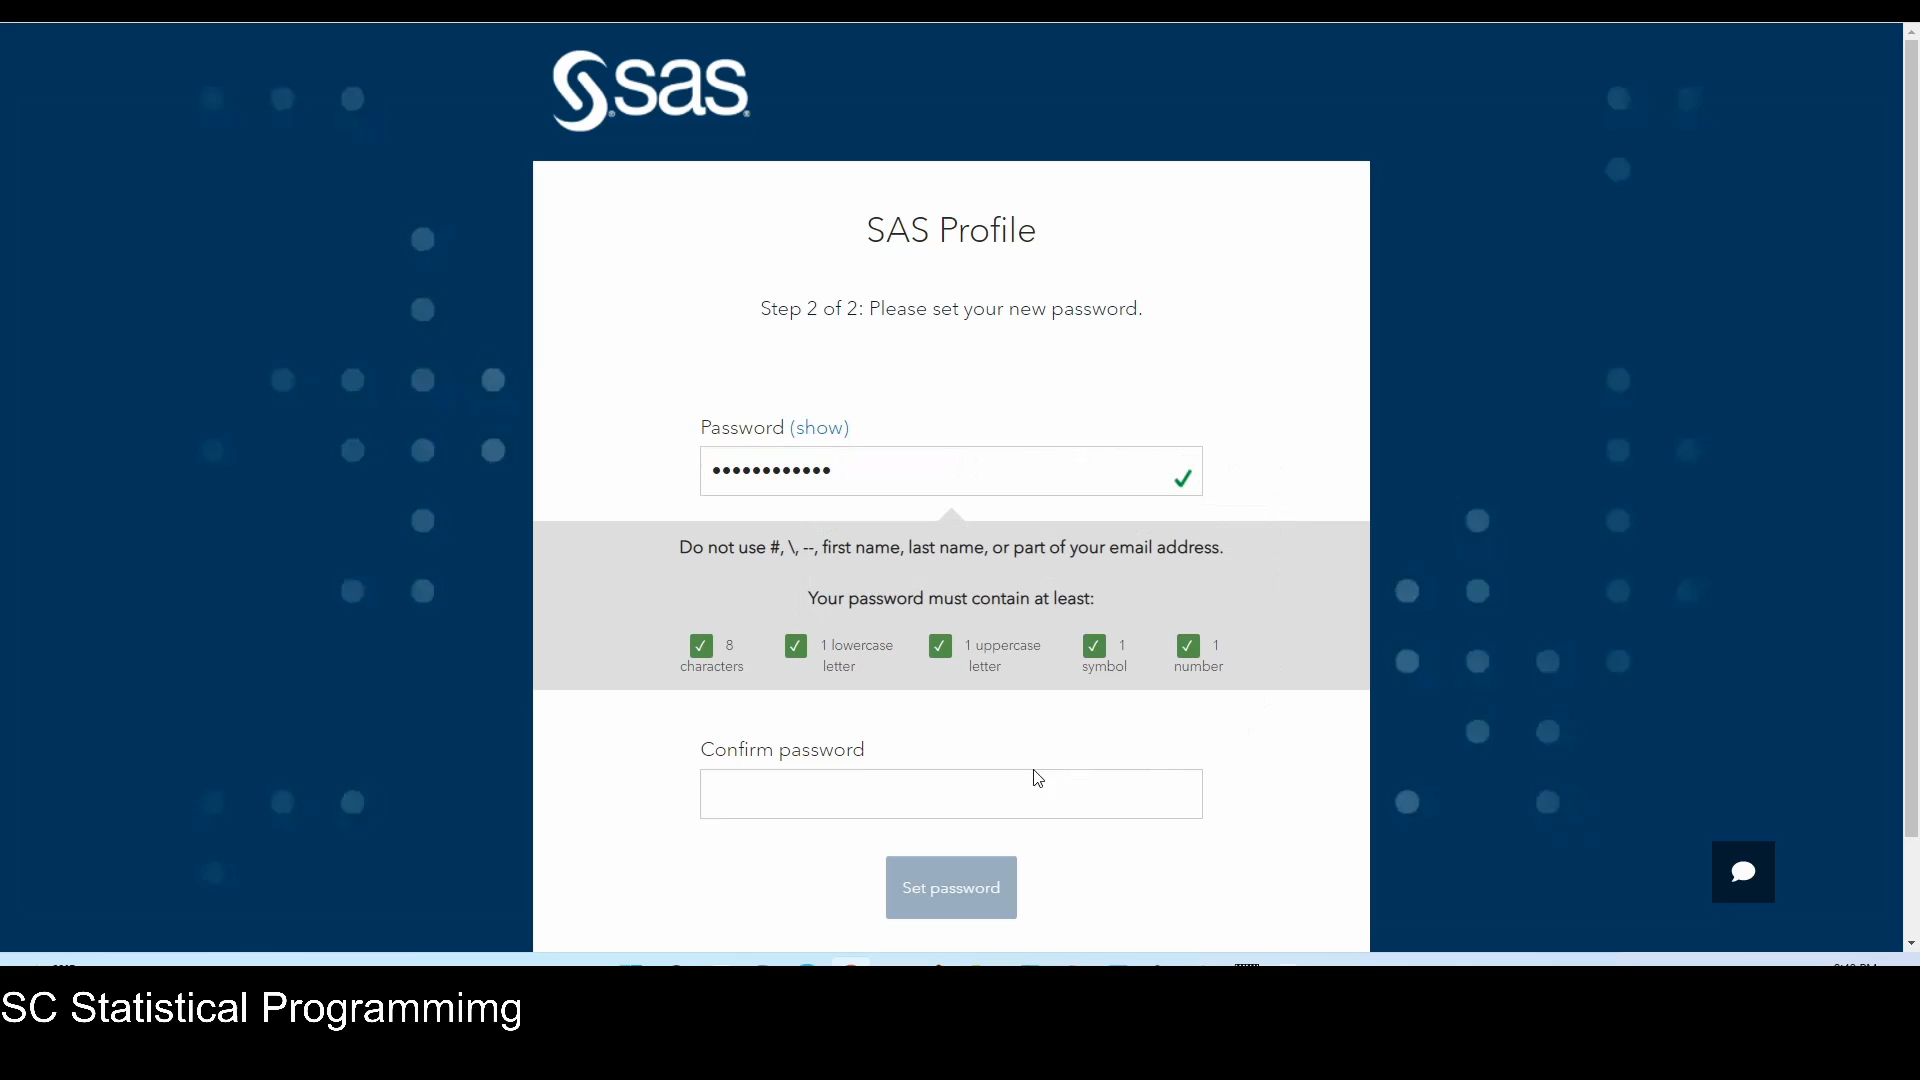 sas
SAS Profile
Step 2 of 2: Please set your new password.
Password (show)
••••••••••••
Do not use #, \, --, first name, last name, or part of your email address.
Your password must contain at least:
8 characters
1 lowercase letter
1 uppercase letter
1 symbol
1 number
Confirm password
Set password
SC Statistical Programmimg